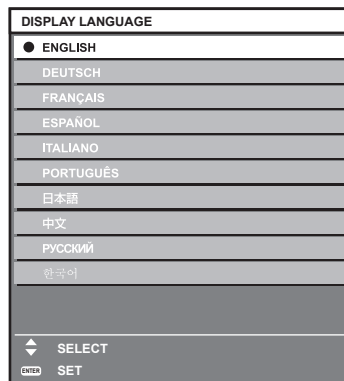 DISPLAY LANGUAGE
ENGLISH
DEUTSCH
FRANÇAIS
ESPAÑOL
ITALIANO
PORTUGUÊS
日本語
中文
РУССКИЙ
한국어
SELECT
ENTER SET